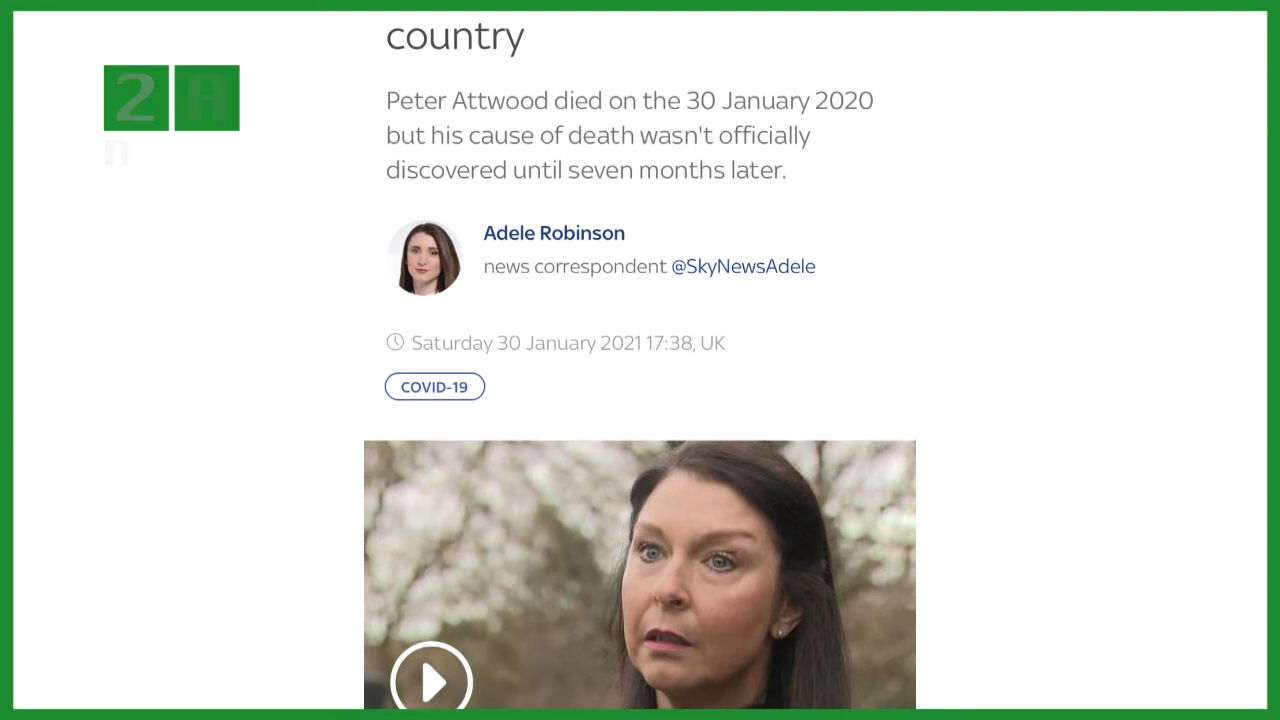 country
2 A
n
Peter Attwood died on the 30 January 2020
but his cause of death wasn't officially
discovered until seven months later.
Adele Robinson
news correspondent @SkyNewsAdele
Saturday 30 January 2021 17:38, UK
COVID-19